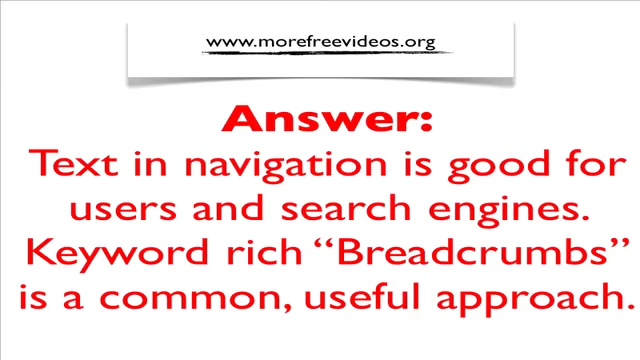 www.morefreevideos.org
Answer:
Text in navigation is good for
users and search engines.
Keyword rich “Breadcrumbs”
is a common, useful approach.